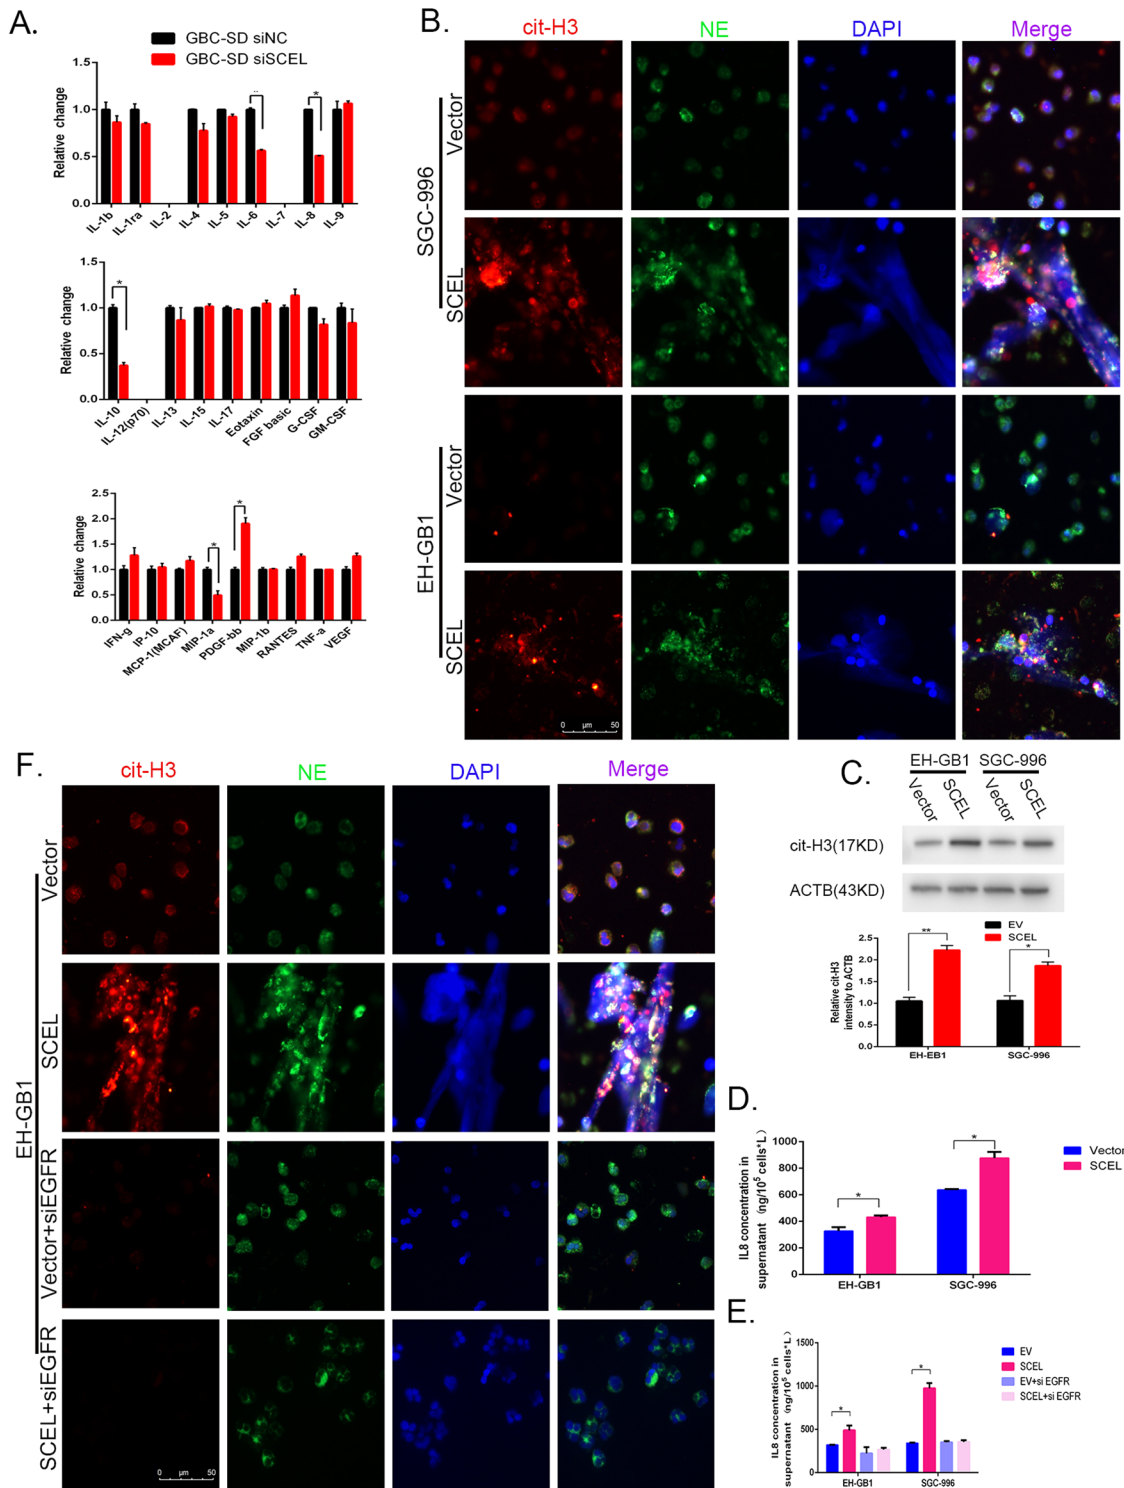 A.
GBC-SD siNC
GBC-SD siSCEL
Relative change
1.5
1.0
0.5
0.0
*
IL-1b
IL-1ra
IL-2
IL-4
IL-5
IL-6
IL-7
IL-8
IL-9
Relative change
1.5
1.0
0.5
0.0
*
IL-10
IL-12(p70)
IL-13
IL-15
IL-17
Eotaxin
FGF basic
G-CSF
GM-CSF
Relative change
2.5
2.0
1.5
1.0
0.5
0.0
*
*
IFN-g
IP-10
MCP-1(MCAF)
MIP-1a
PDGF-bb
MIP-1b
RANTES
TNF-a
VEGF
B.
cit-H3
NE
DAPI
Merge
SGC-996
Vector
SCEL
EH-GB1
Vector
SCEL
0 µm 50
C.
EH-GB1 SGC-996
Vector
SCEL
Vector
SCEL
cit-H3(17KD)
ACTB(43KD)
EV
SCEL
Relative cit-H3
intensity to ACTB
2.5
2.0
1.5
1.0
0.5
0.0
**
*
EH-EB1
SGC-996
D.
Vector
SCEL
IL8 concentration in
supernatant (ng/10⁵ cells*L)
1000
800
600
400
200
0
*
*
EH-GB1
SGC-996
E.
EV
SCEL
EV+si EGFR
SCEL+si EGFR
IL8 concentration in
supernatant (ng/10⁵ cells*L)
1500
1000
500
0
*
*
EH-GB1
SGC-996
F.
cit-H3
NE
DAPI
Merge
EH-GB1
Vector
SCEL
Vector+siEGFR
SCEL+siEGFR
0 µm 50